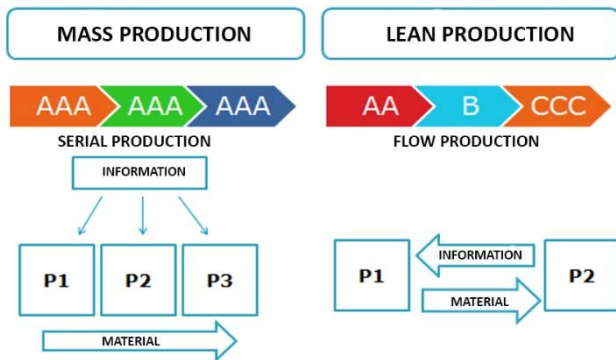 MASS PRODUCTION
AAA AAA AAA
SERIAL PRODUCTION
INFORMATION
P1 P2 P3
MATERIAL
LEAN PRODUCTION
AA B CCC
FLOW PRODUCTION
P1
INFORMATION
MATERIAL
P2